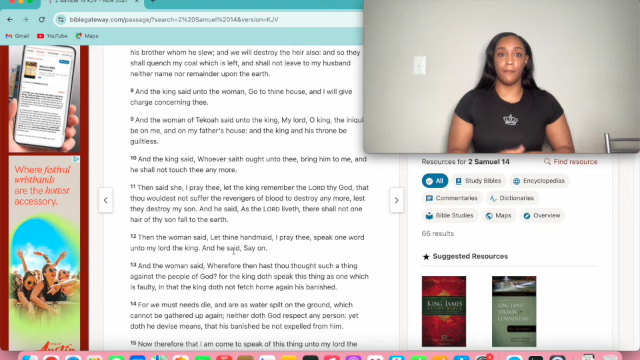 2 Samuel 14 KJV - Now Jo
biblegateway.com/passage/?search=2%20Samuel%2014&version=KJV
Gmail YouTube Maps
his brother whom he slew; and we will destroy the heir also: and so they
shall quench my coal which is left, and shall not leave to my husband
neither name nor remainder upon the earth.
8 And the king said unto the woman, Go to thine house, and I will give
charge concerning thee.
9 And the woman of Tekoah said unto the king, My lord, O king, the iniqui
be on me, and on my father's house: and the king and his throne be
guiltless.
10 And the king said, Whoever saith ought unto thee, bring him to me, and
he shall not touch thee any more.
11 Then said she, I pray thee, let the king remember the LORD thy God, that
thou wouldest not suffer the revengers of blood to destroy any more, lest
they destroy my son. And he said, As the LORD liveth, there shall not one
hair of thy son fall to the earth.
12 Then the woman said, Let thine handmaid, I pray thee, speak one word
unto my lord the king. And he said, Say on.
13 And the woman said, Wherefore then hast thou thought such a thing
against the people of God? for the king doth speak this thing as one which
is faulty, in that the king doth not fetch home again his banished.
14 For we must needs die, and are as water spilt on the ground, which
cannot be gathered up again; neither doth God respect any person: yet
doth he devise means, that his banished be not expelled from him.
15 Now therefore that I am come to speak of this thing unto my lord the
Where festival
wristbands
are the hottest
accessory.
VISIT
Austin
Resources for 2 Samuel 14
Find resource
All
Study Bibles
Encyclopedias
Commentaries
Dictionaries
Bible Studies
Maps
Overview
66 results
Suggested Resources
KING JAMES
STUDY BIBLE
KING JAMES
VERSION
COMMENTARY